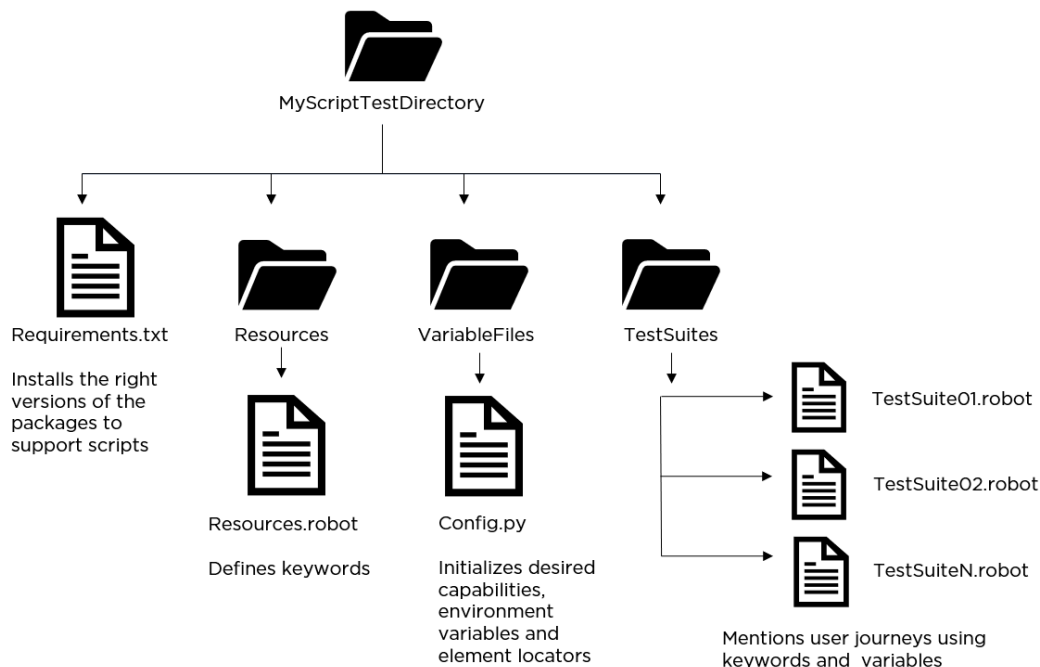 MyScriptTestDirectory
Requirements.txt
Resources
VariableFiles
TestSuites
Installs the right
versions of the
packages to
support scripts
Resources.robot
Defines keywords
Config.py
Initializes desired
capabilities,
environment
variables and
element locators
TestSuite01.robot
TestSuite02.robot
TestSuiteN.robot
Mentions user journeys using
keywords and variables